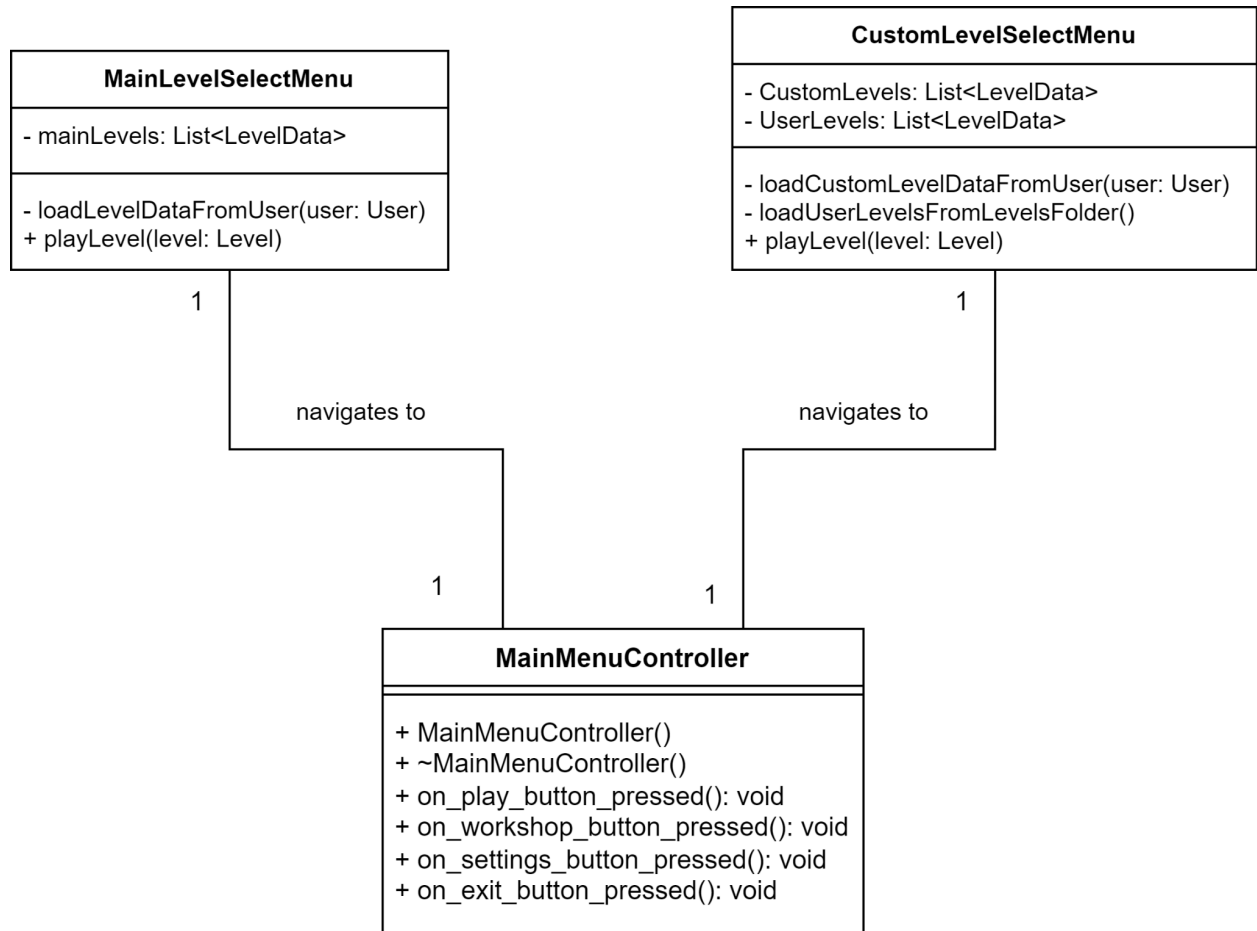 MainLevelSelectMenu
- mainLevels: List<LevelData>
- loadLevelDataFromUser(user: User)
+ playLevel(level: Level)
CustomLevelSelectMenu
- CustomLevels: List<LevelData>
- UserLevels: List<LevelData>
- loadCustomLevelDataFromUser(user: User)
- loadUserLevelsFromLevelsFolder()
+ playLevel(level: Level)
1
1
navigates to
navigates to
1
1
MainMenuController
+ MainMenuController()
+ ~MainMenuController()
+ on_play_button_pressed(): void
+ on_workshop_button_pressed(): void
+ on_settings_button_pressed(): void
+ on_exit_button_pressed(): void